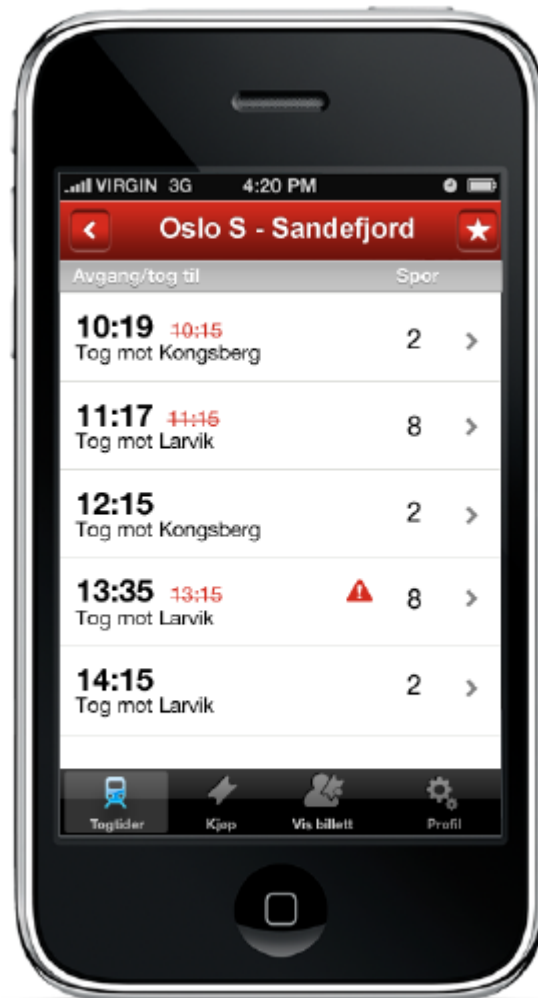 VIRGIN 3G 4:20 PM
Oslo S - Sandefjord
Avgang/tog til Spor
10:19 10:15 2
Tog mot Kongsberg
11:17 11:15 8
Tog mot Larvik
12:15 2
Tog mot Kongsberg
13:35 13:15 8
Tog mot Larvik
14:15 2
Tog mot Larvik
Togtider Kjøp Vis billett Profil